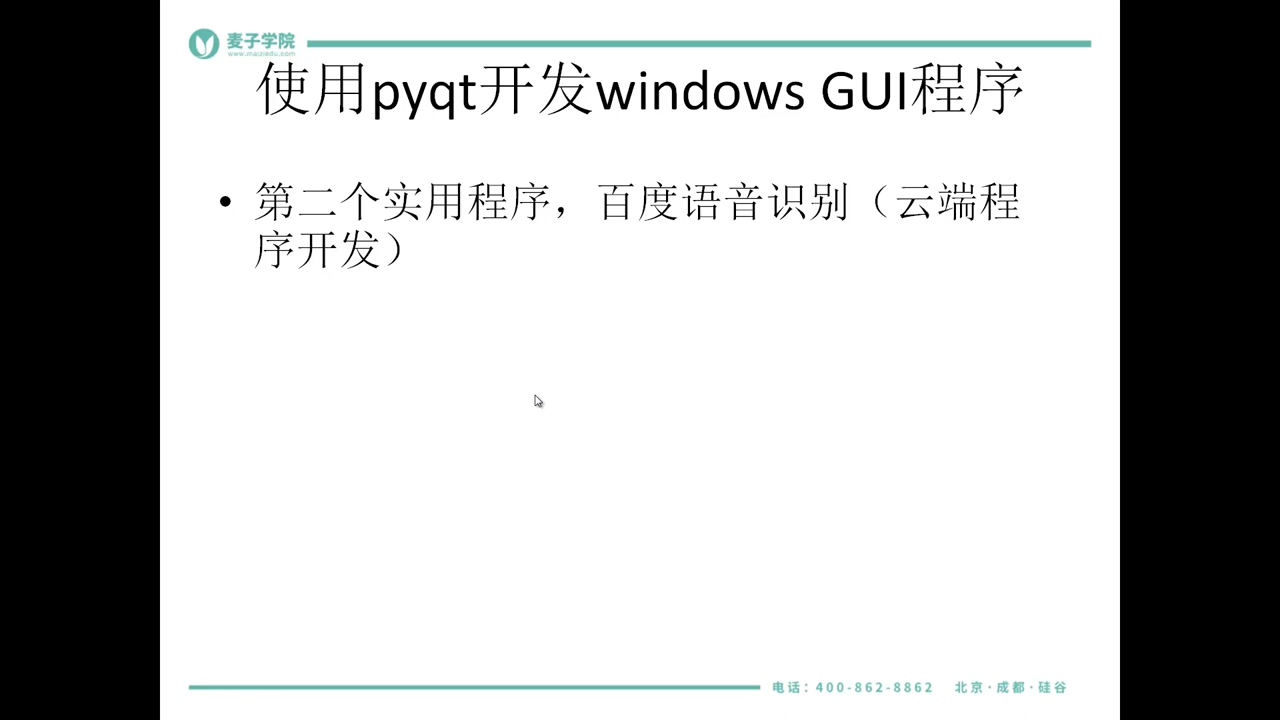 麦子学院
www.maiziedu.com
使用pyqt开发windows GUI程序
• 第二个实用程序，百度语音识别（云端程
序开发）
电话：400-862-8862 北京·成都·硅谷